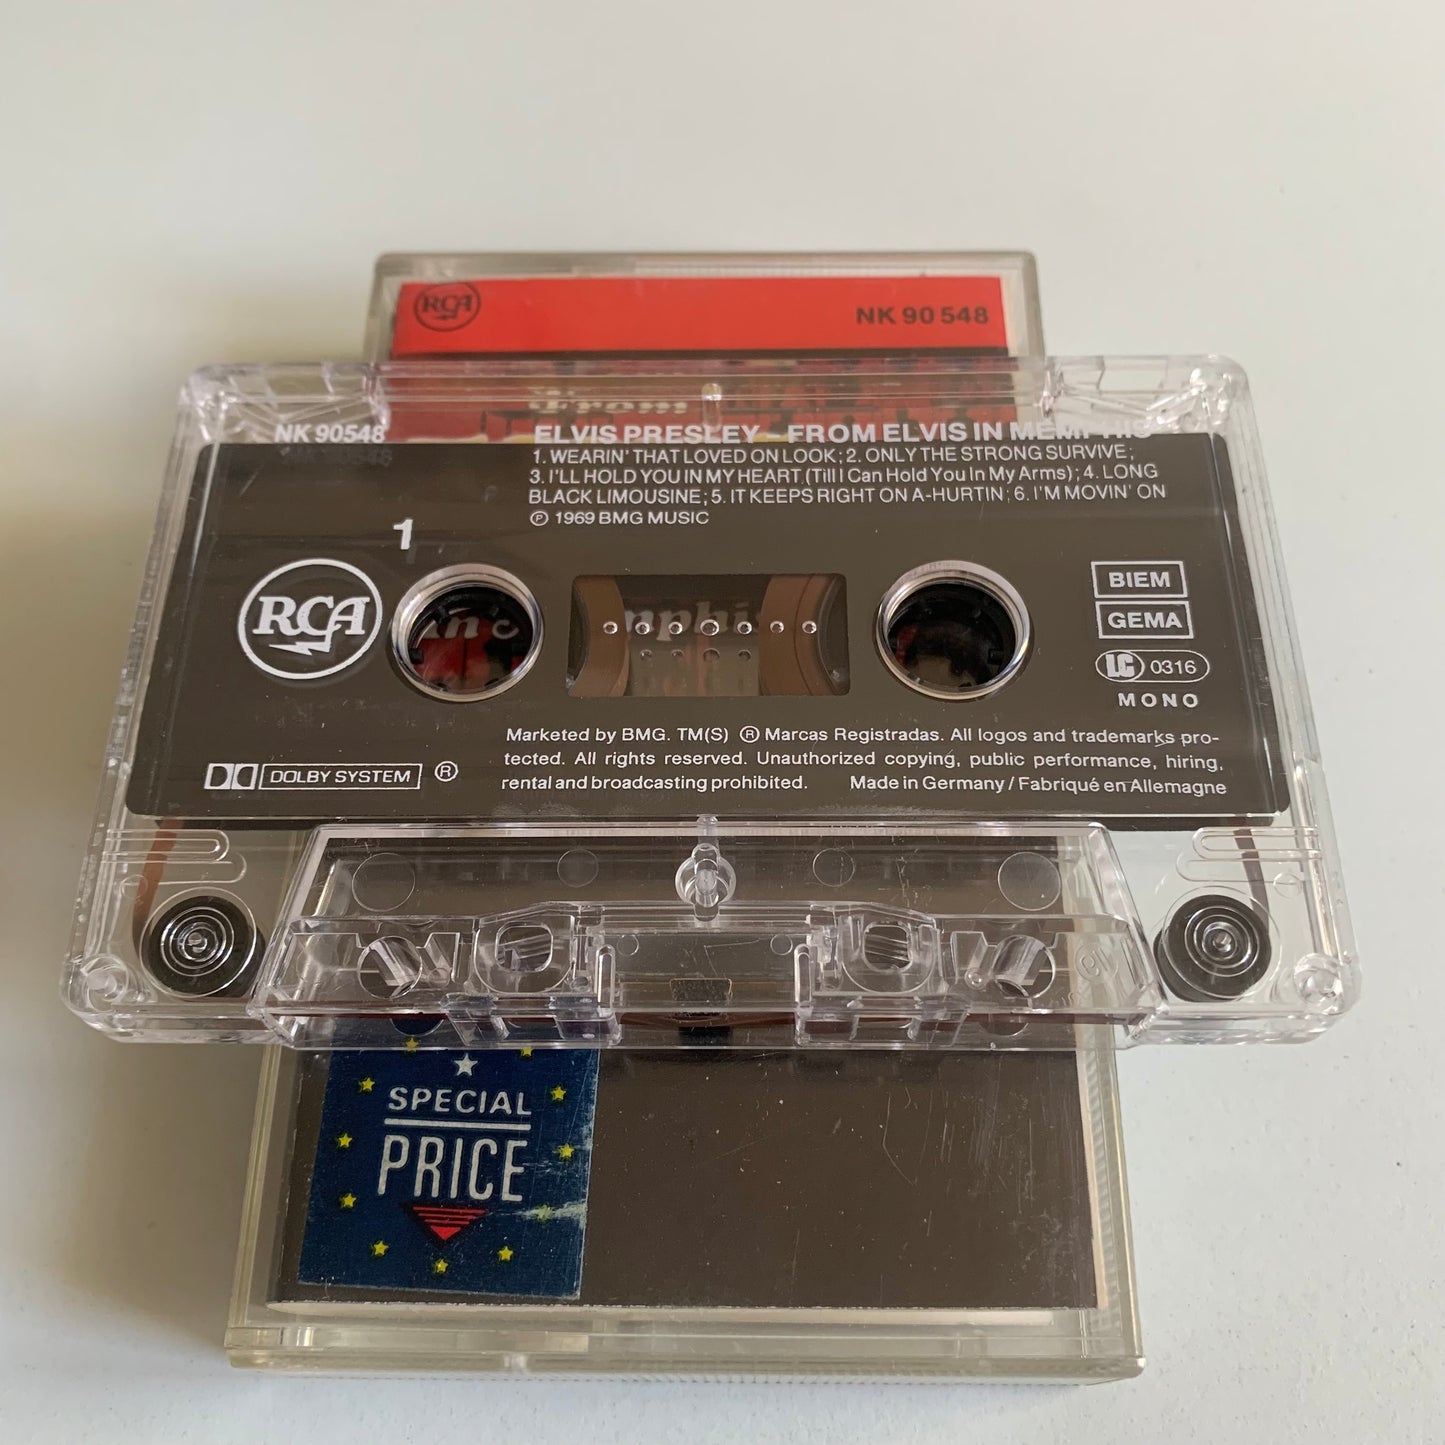 RCA
NK 90 548
From
NK 90548
ELVIS PRESLEY - FROM ELVIS IN MEMPHIS
1. WEARIN' THAT LOVED ON LOOK; 2. ONLY THE STRONG SURVIVE;
3. I'LL HOLD YOU IN MY HEART (Till I Can Hold You In My Arms); 4. LONG
BLACK LIMOUSINE; 5. IT KEEPS RIGHT ON A-HURTIN; 6. I'M MOVIN' ON
℗ 1969 BMG MUSIC
1
RCA
BIEM
GEMA
LC 0316
MONO
Marketed by BMG. TM(S) ® Marcas Registradas. All logos and trademarks pro-
tected. All rights reserved. Unauthorized copying, public performance, hiring,
rental and broadcasting prohibited. Made in Germany / Fabriqué en Allemagne
DOLBY SYSTEM ®
SPECIAL
PRICE